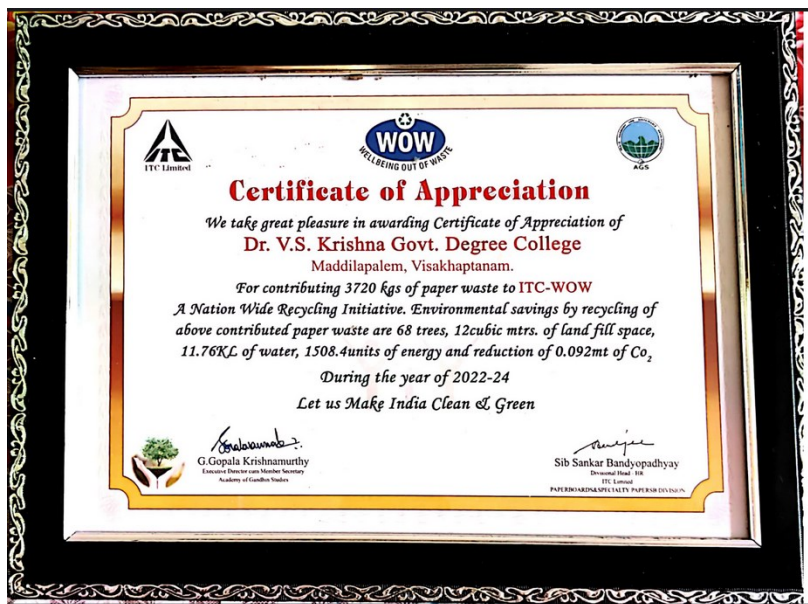 ITC Limited
WOW
WELLBEING OUT OF WASTE
AGS
Certificate of Appreciation
We take great pleasure in awarding Certificate of Appreciation of
Dr. V.S. Krishna Govt. Degree College
Maddilapalem, Visakhaptanam.
For contributing 3720 kgs of paper waste to ITC-WOW
A Nation Wide Recycling Initiative. Environmental savings by recycling of
above contributed paper waste are 68 trees, 12cubic mtrs. of land fill space,
11.76KL of water, 1508.4units of energy and reduction of 0.092mt of Co2
During the year of 2022-24
Let us Make India Clean & Green
G.Gopala Krishnamurthy
Executive Director cum Member Secretary
Academy of Gandhin Studies
Sib Sankar Bandyopadhyay
Divisional Head - HR
ITC Limited
PAPERBOARDS&SPECIALTY PAPERSB DIVISION